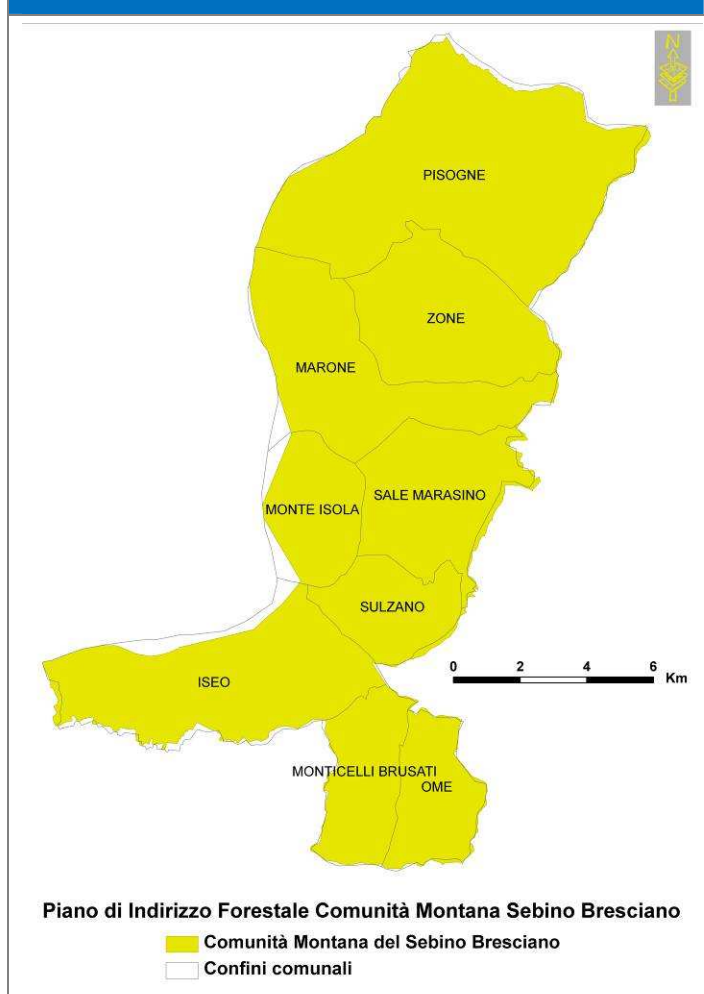 N
PISOGNE
ZONE
MARONE
SALE MARASINO
MONTE ISOLA
SULZANO
0 2 4 6
Km
ISEO
MONTICELLI BRUSATI
OME
Piano di Indirizzo Forestale Comunità Montana Sebino Bresciano
Comunità Montana del Sebino Bresciano
Confini comunali